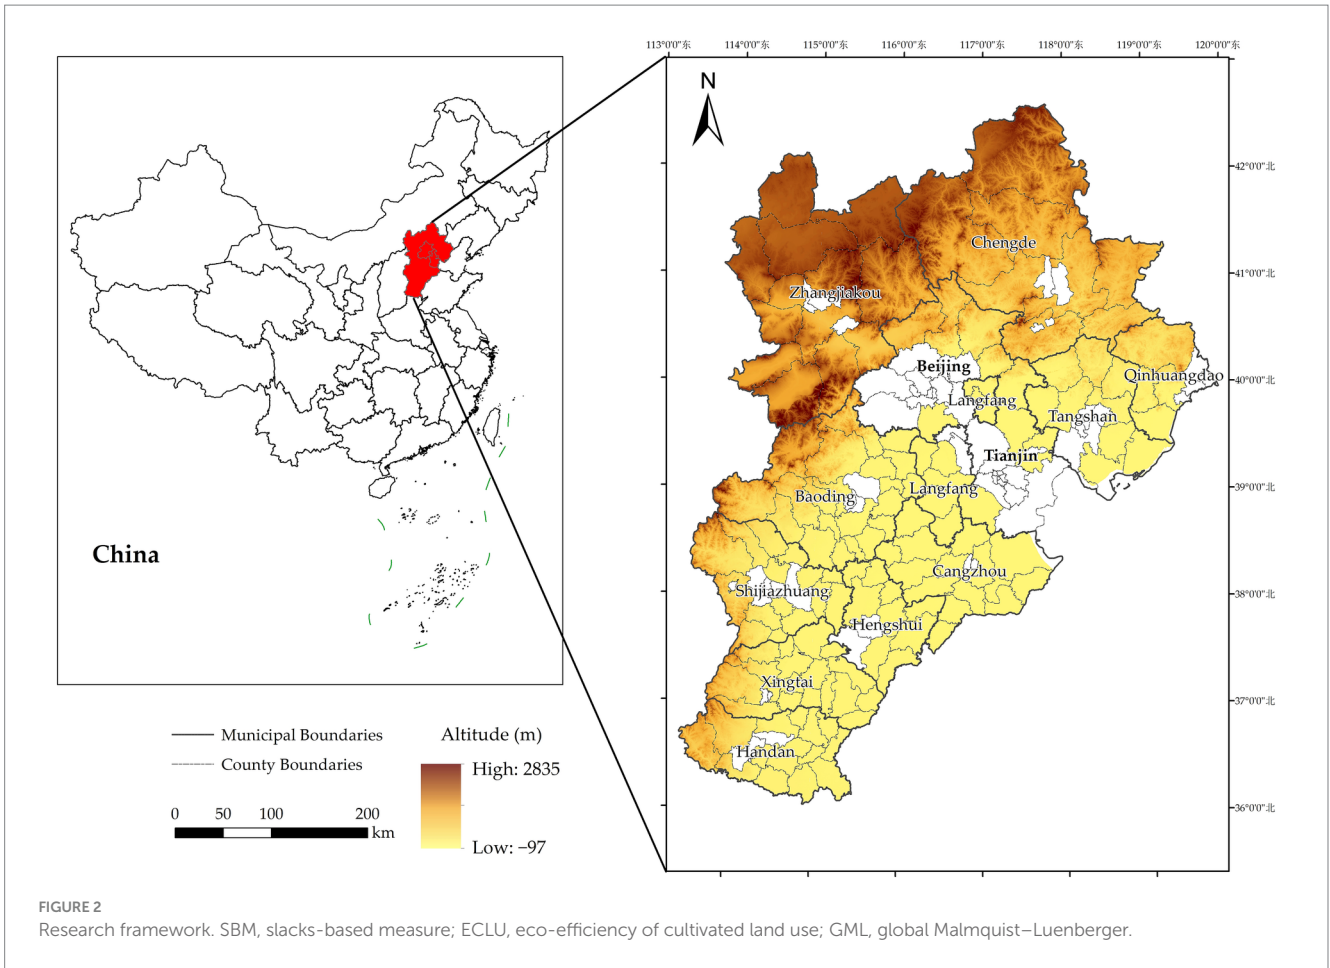 113°0'0"东 114°0'0"东 115°0'0"东 116°0'0"东 117°0'0"东 118°0'0"东 119°0'0"东 120°0'0"东
N
42°0'0"北
Chengde
41°0'0"北
Zhangjiakou
Beijing
Qinhuangdao
40°0'0"北
Langfang
Tangshan
Tianjin
Baoding
Langfang
39°0'0"北
Cangzhou
Shijiazhuang
38°0'0"北
Hengshui
Xingtai
37°0'0"北
Handan
36°0'0"北
China
Municipal Boundaries
County Boundaries
0 50 100 200
km
Altitude (m)
High: 2835
Low: −97
FIGURE 2
Research framework. SBM, slacks-based measure; ECLU, eco-efficiency of cultivated land use; GML, global Malmquist–Luenberger.